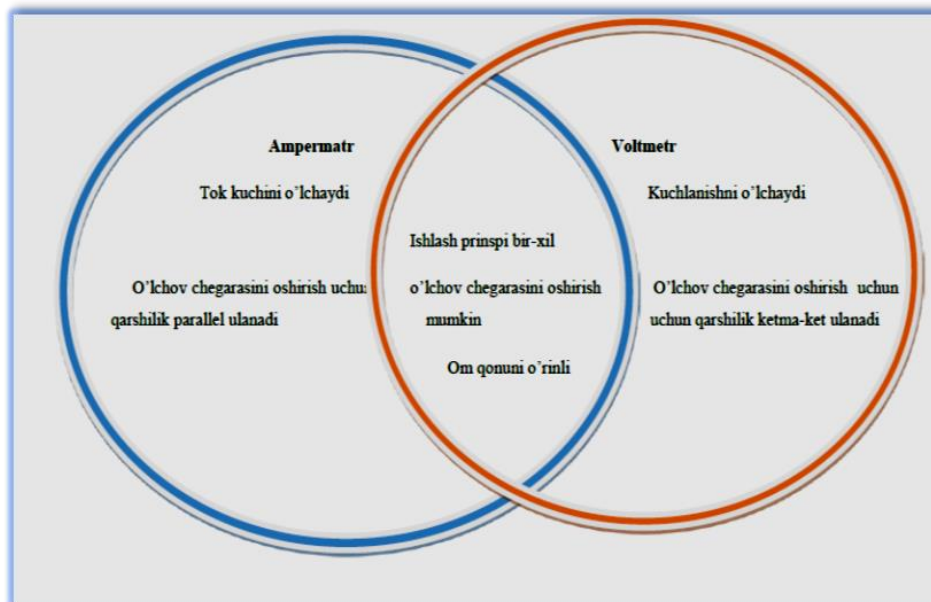 Ampermatr
Tok kuchini o’lchaydi
O’lchov chegarasini oshirish uchu
qarshilik parallel ulanadi
Ishlash prinspi bir-xil
o’lchov chegarasini oshirish
mumkin
Om qonuni o’rinli
Voltmetr
Kuchlanishni o’lchaydi
O’lchov chegarasini oshirish uchun
uchun qarshilik ketma-ket ulanadi